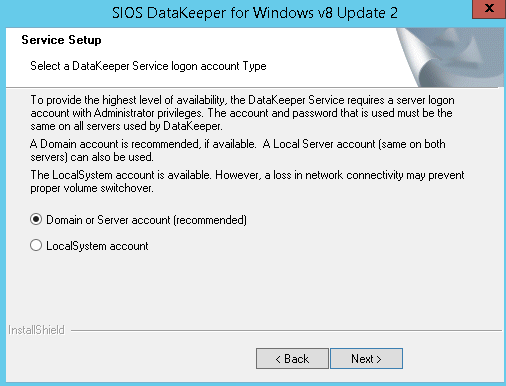 SIOS DataKeeper for Windows v8 Update 2
x
Service Setup
Select a DataKeeper Service logon account Type
To provide the highest level of availability, the DataKeeper Service requires a server logon
account with Administrator privileges. The account and password that is used must be the
same on all servers used by DataKeeper.
A Domain account is recommended, if available.  A Local Server account (same on both
servers) can also be used.
The LocalSystem account is available. However, a loss in network connectivity may prevent
proper volume switchover.
Domain or Server account (recommended)
LocalSystem account
InstallShield
< Back
Next >